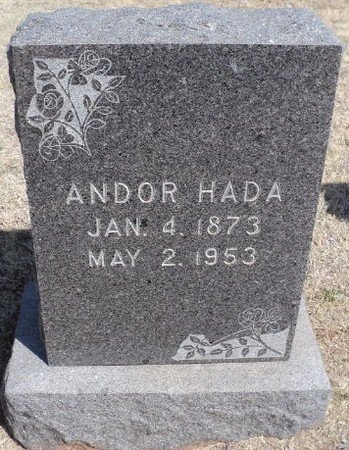 ANDOR HADA
JAN. 4. 1873
MAY 2. 1953